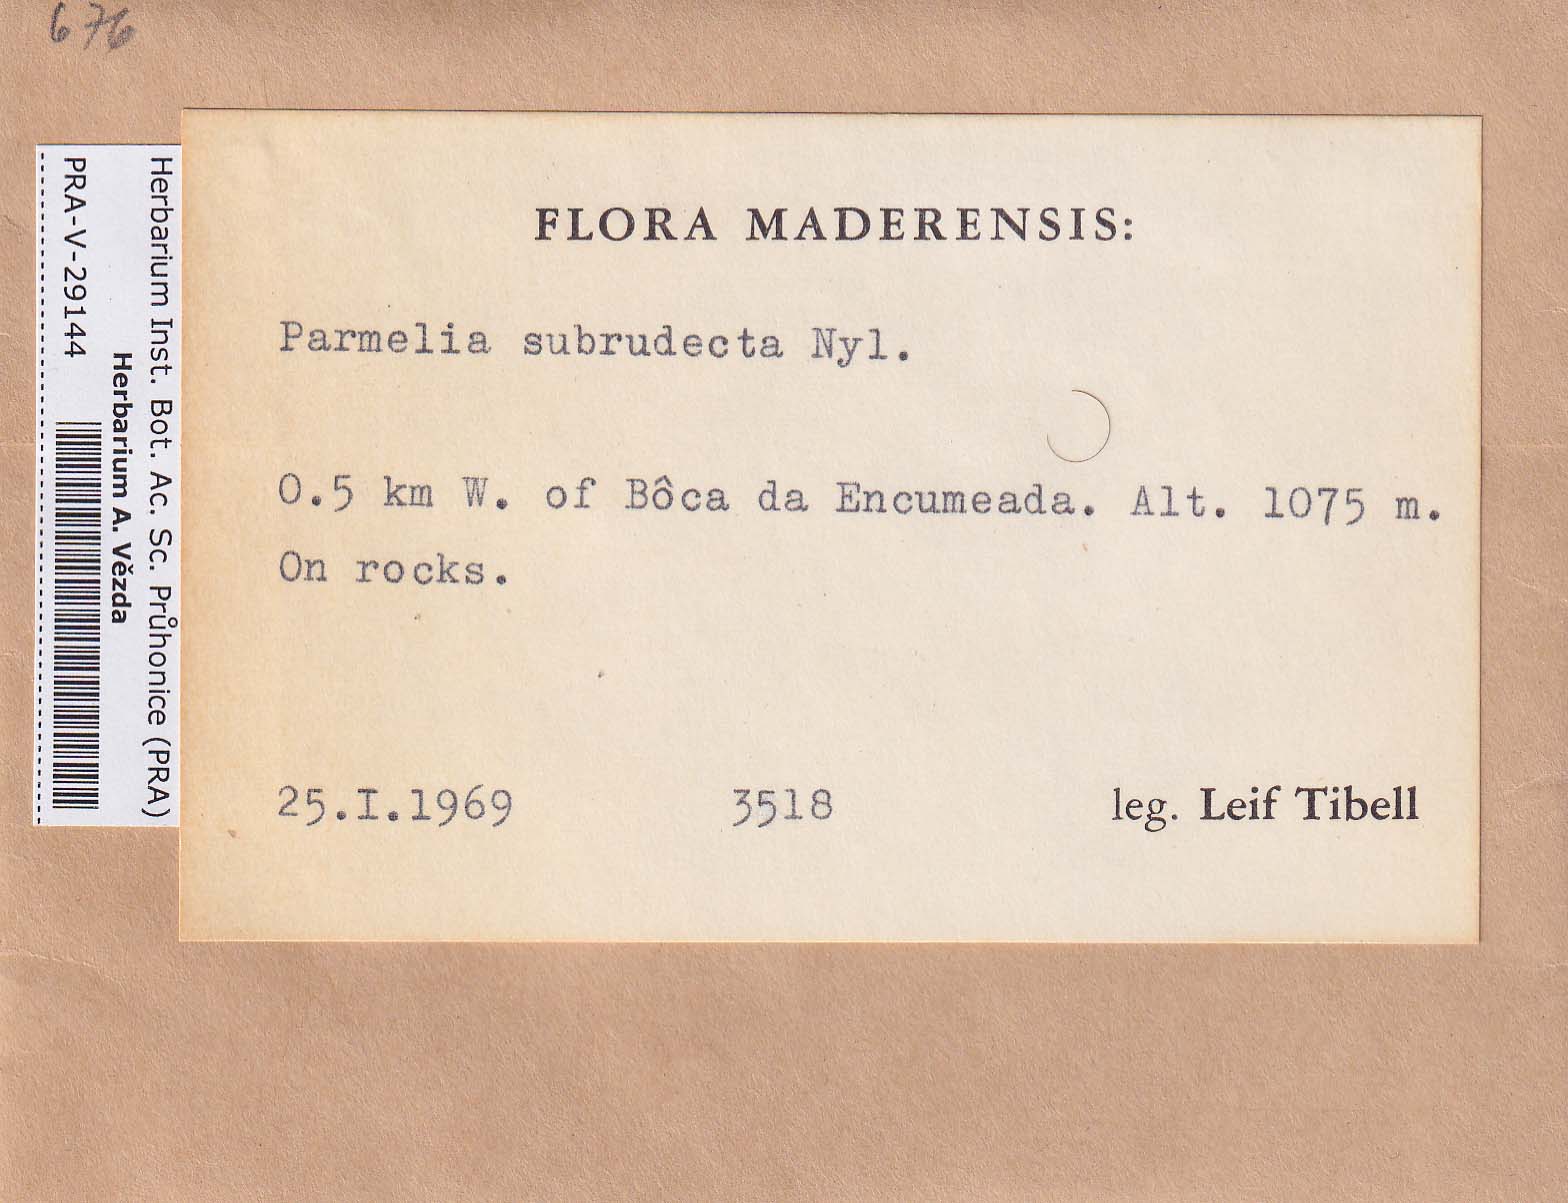 676
Herbarium Inst. Bot. Ac. Sc. Průhonice (PRA)
Herbarium A. Vězda
PRA-V-29144
FLORA MADERENSIS:
Parmelia subrudecta Nyl.
0.5 km W. of Bôca da Encumeada. Alt. 1075 m.
On rocks.
25.I.1969 3518 leg. Leif Tibell